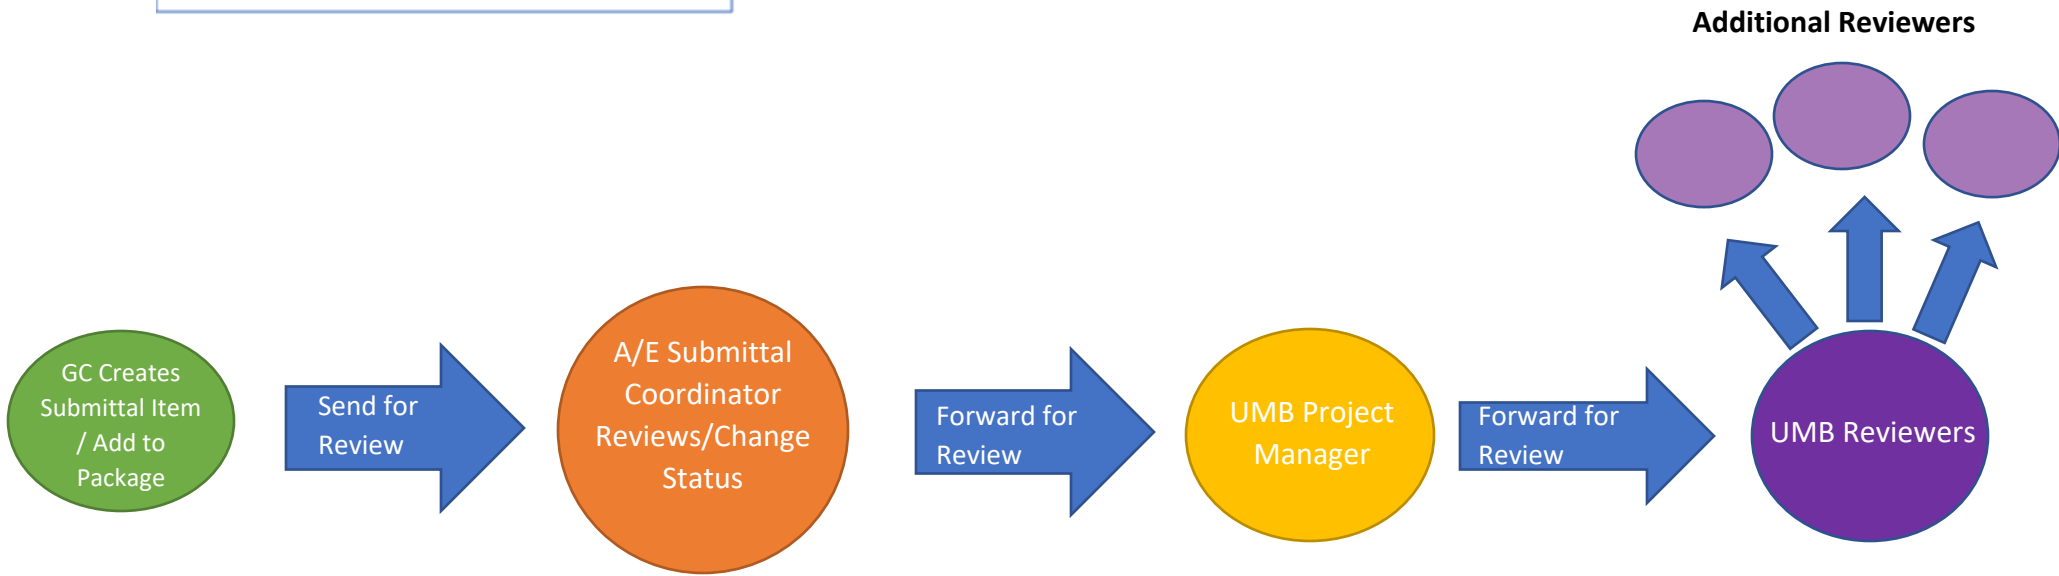 Additional Reviewers
GC Creates
Submittal Item
/ Add to
Package
Send for
Review
A/E Submittal
Coordinator
Reviews/Change
Status
Forward for
Review
UMB Project
Manager
Forward for
Review
UMB Reviewers